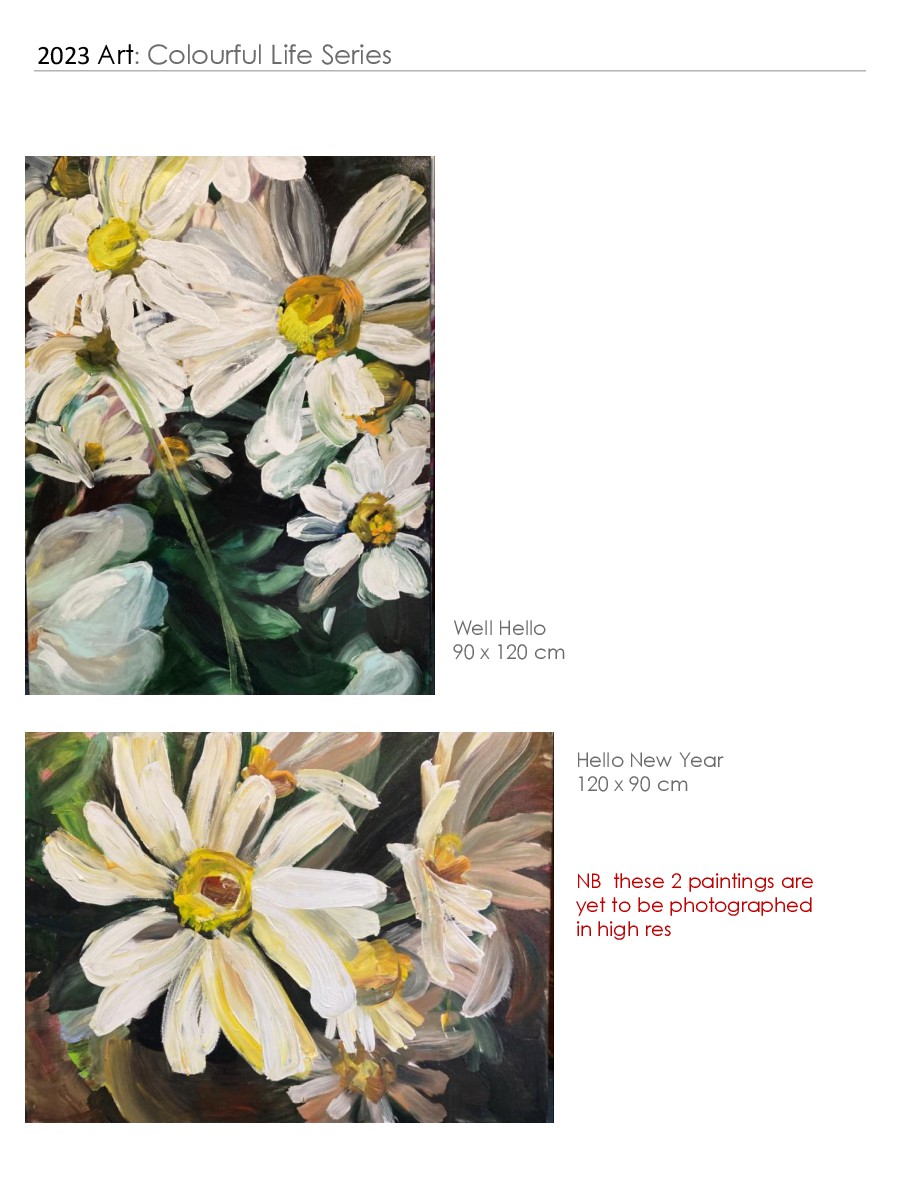 2023 Art: Colourful Life Series
Well Hello
90 x 120 cm
Hello New Year
120 x 90 cm
NB  these 2 paintings are
yet to be photographed
in high res